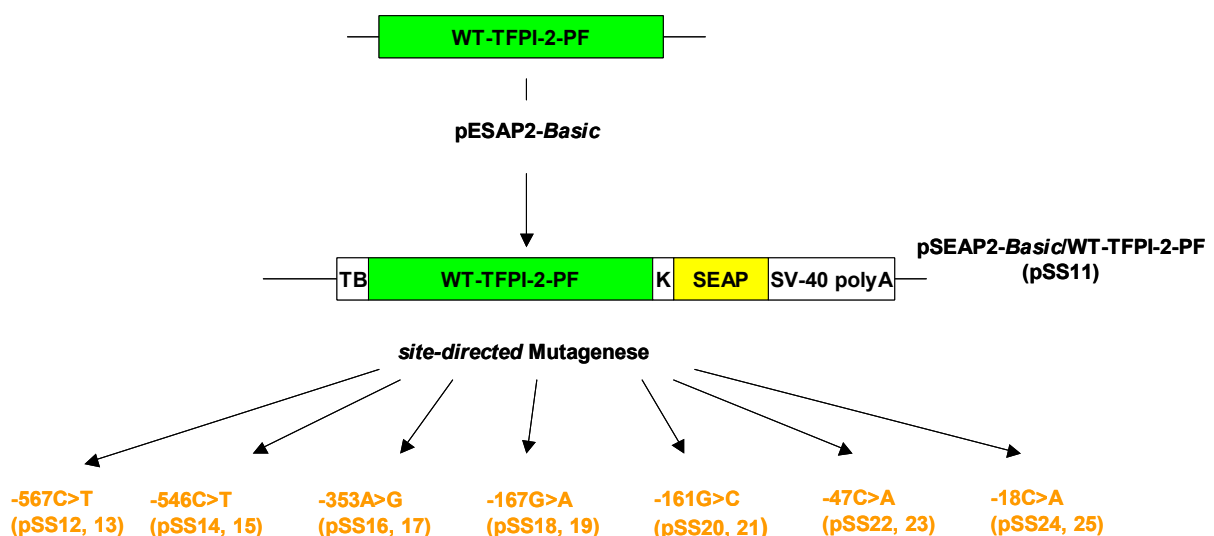 WT-TFPI-2-PF
pESAP2-Basic
pSEAP2-Basic/WT-TFPI-2-PF
(pSS11)
TB WT-TFPI-2-PF K SEAP SV-40 polyA
site-directed Mutagenese
-567C>T -546C>T -353A>G -167G>A -161G>C -47C>A -18C>A
(pSS12, 13) (pSS14, 15) (pSS16, 17) (pSS18, 19) (pSS20, 21) (pSS22, 23) (pSS24, 25)